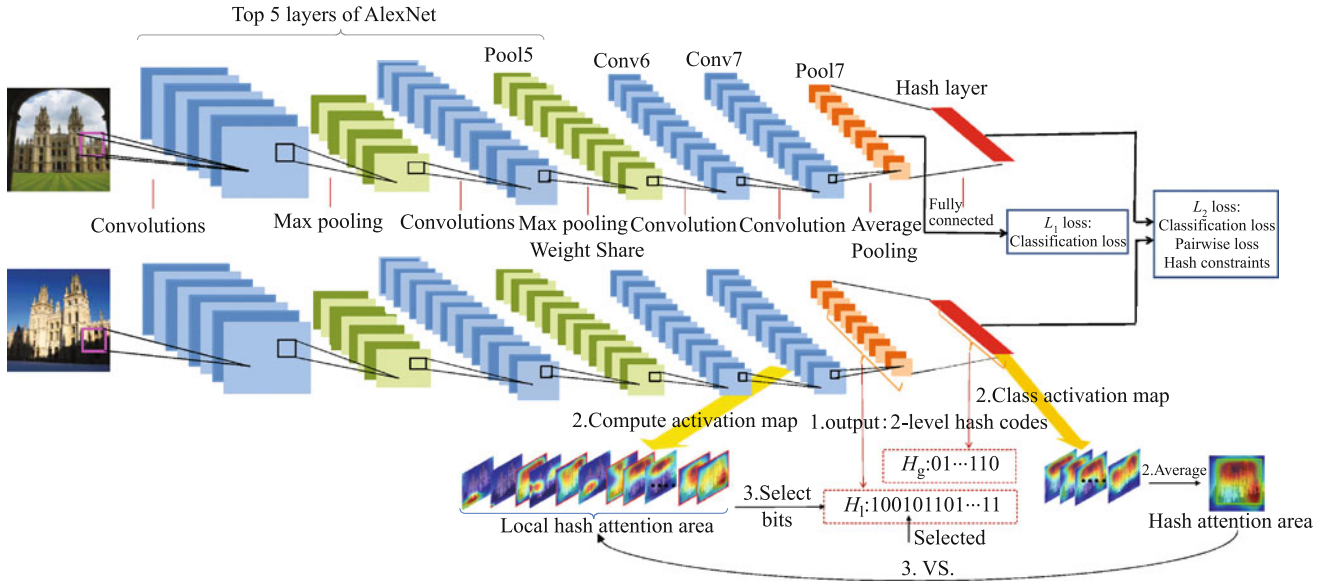 Top 5 layers of AlexNet
Pool5
Conv6
Conv7
Pool7
Hash layer
Convolutions
Max pooling
Convolutions
Max pooling
Weight Share
Convolution
Convolution
Average
Pooling
Fully
connected
L₁ loss:
Classification loss
L₂ loss:
Classification loss
Pairwise loss
Hash constraints
2.Compute activation map
1.output:2-level hash codes
2.Class activation map
H_g:01···110
H_l:100101101···11
3.Select
bits
Selected
Local hash attention area
2.Average
Hash attention area
3. VS.